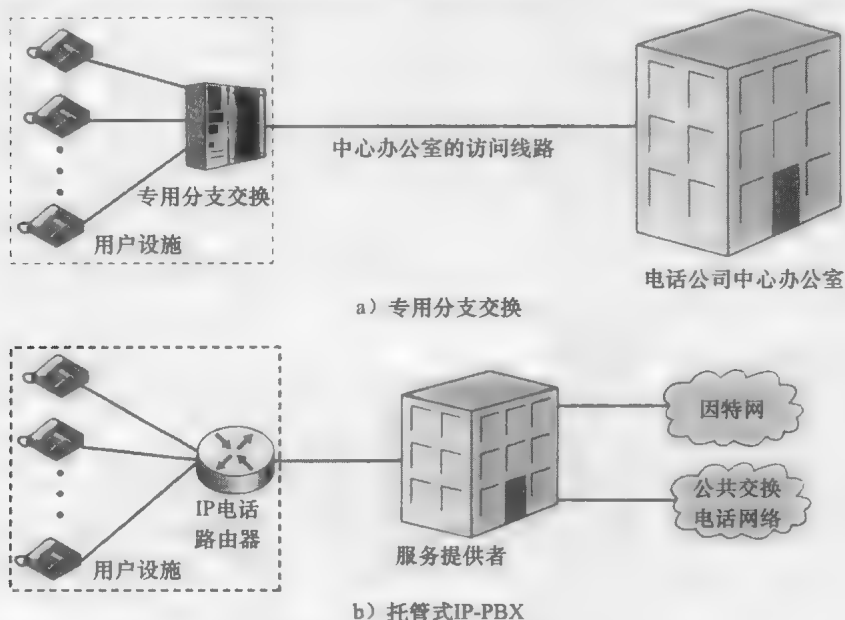 专用分支交换
中心办公室的访问线路
用户设施
电话公司中心办公室
a）专用分支交换
因特网
IP电话
路由器
公共交换
电话网络
用户设施
服务提供者
b）托管式IP-PBX